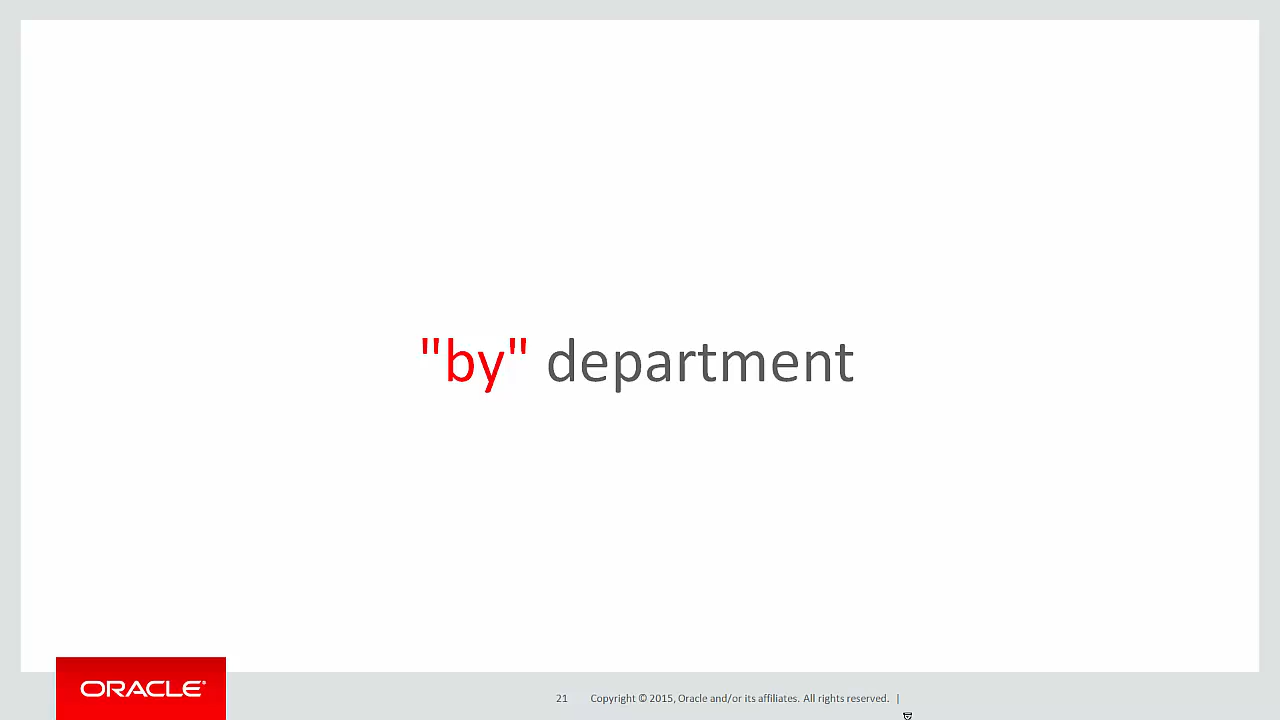 "by" department
ORACLE®
21 Copyright © 2015, Oracle and/or its affiliates. All rights reserved. |